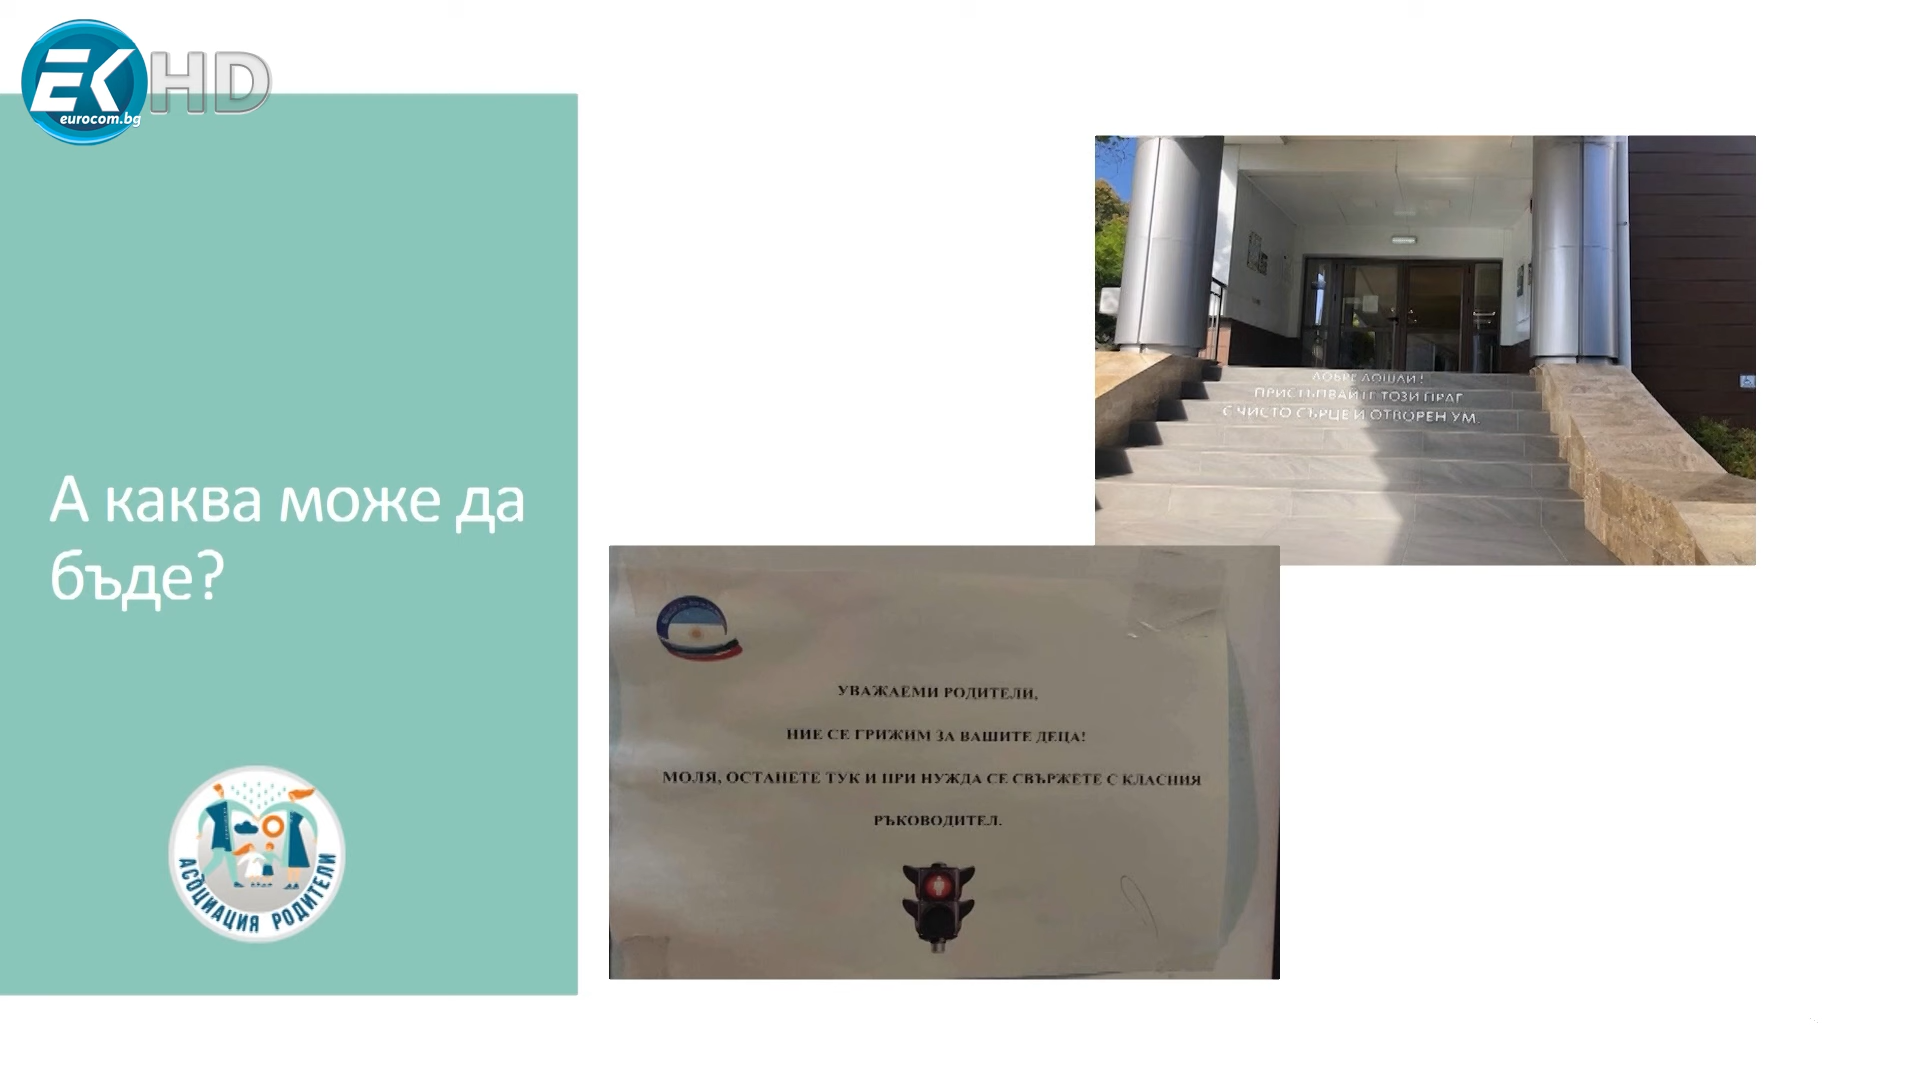 EK HD
eurocom.bg
А каква може да
бъде?
АСОЦИАЦИЯ РОДИТЕЛИ
ДОБРЕ ДОШЛИ!
ПРИСТЪПВАЙТЕ ТОЗИ ПРАГ
С ЧИСТО СЪРЦЕ И ОТВОРЕН УМ.
УВАЖАЕМИ РОДИТЕЛИ,
НИЕ СЕ ГРИЖИМ ЗА ВАШИТЕ ДЕЦА!
МОЛЯ, ОСТАНЕТЕ ТУК И ПРИ НУЖДА СЕ СВЪРЖЕТЕ С КЛАСНИЯ
РЪКОВОДИТЕЛ.